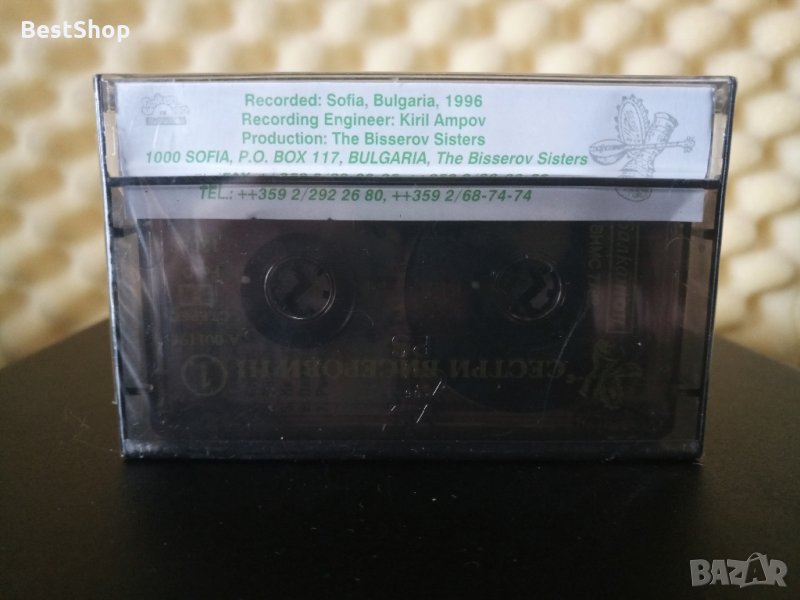 BestShop
Recorded: Sofia, Bulgaria, 1996
Recording Engineer: Kiril Ampov
Production: The Bisserov Sisters
1000 SOFIA, P.O. BOX 117, BULGARIA, The Bisserov Sisters
TEL.: ++359 2/292 26 80, ++359 2/68-74-74
СЕСТРИ БИСЕРОВИ
1
BAZAR